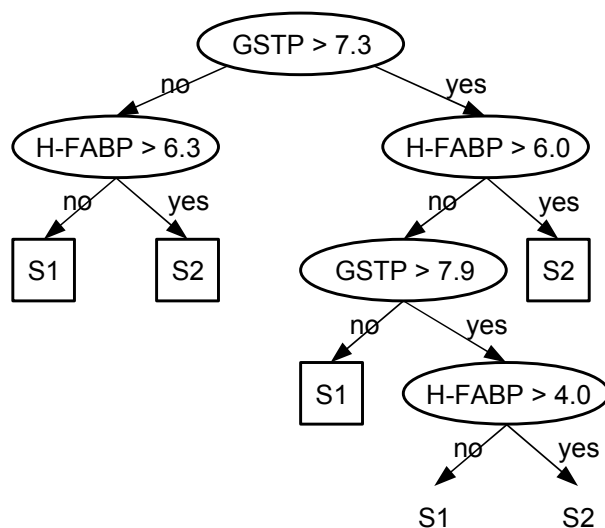 GSTP > 7.3
no
yes
H-FABP > 6.3
H-FABP > 6.0
no
yes
no
yes
S1
S2
GSTP > 7.9
S2
no
yes
S1
H-FABP > 4.0
no
yes
S1
S2